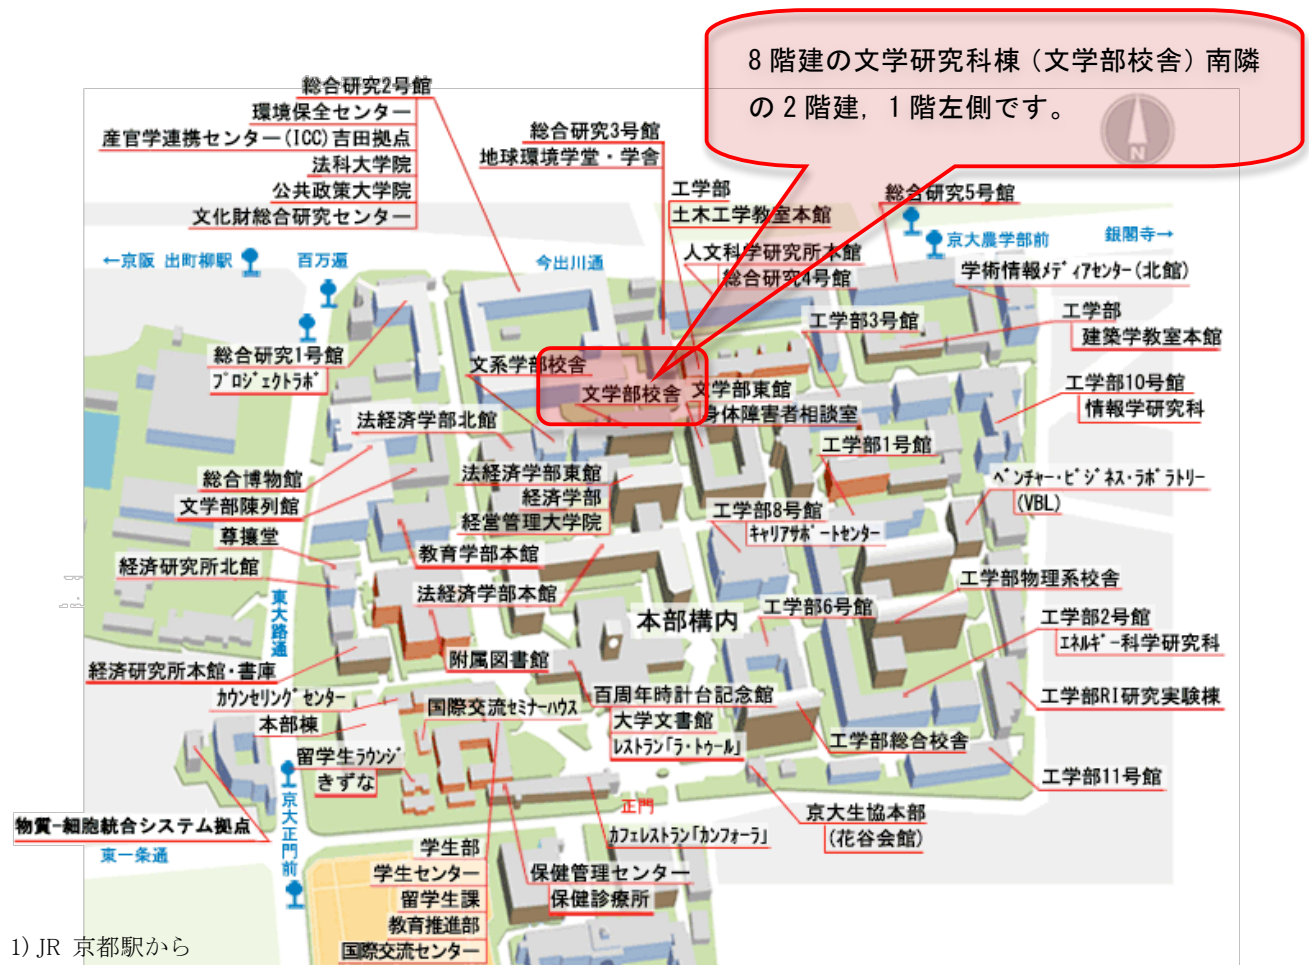 8 階建の文学研究科棟（文学部校舎）南隣
の 2 階建，1 階左側です。
総合研究2号館
環境保全センター
産官学連携センター(ICC)吉田拠点
法科大学院
公共政策大学院
文化財総合研究センター
総合研究3号館
地球環境学堂・学舎
工学部
土木工学教室本館
総合研究5号館
N
←京阪 出町柳駅
百万遍
今出川通
人文科学研究所本館
総合研究4号館
京大農学部前
銀閣寺→
学術情報ﾒﾃﾞｨｱｾﾝﾀｰ(北館)
工学部3号館
工学部
建築学教室本館
総合研究1号館
ﾌﾟﾛｼﾞｪｸﾄﾗﾎﾞ
文系学部校舎
文学部校舎
文学部東館
身体障害者相談室
工学部10号館
情報学研究科
法経済学部北館
工学部1号館
総合博物館
文学部陳列館
法経済学部東館
経済学部
経営管理大学院
ﾍﾞﾝﾁｬｰ・ﾋﾞｼﾞﾈｽ・ﾗﾎﾞﾗﾄﾘｰ
(VBL)
工学部8号館
ｷｬﾘｱｻﾎﾟｰﾄｾﾝﾀｰ
尊攘堂
経済研究所北館
教育学部本館
法経済学部本館
工学部物理系校舎
東大路通
本部構内
工学部6号館
工学部2号館
ｴﾈﾙｷﾞｰ科学研究科
経済研究所本館・書庫
附属図書館
ｶｳﾝｾﾘﾝｸﾞｾﾝﾀｰ
本部棟
国際交流ｾﾐﾅｰﾊｳｽ
百周年時計台記念館
大学文書館
ﾚｽﾄﾗﾝ｢ﾗ・ﾄｩｰﾙ｣
工学部RI研究実験棟
留学生ﾗｳﾝｼﾞ
きずな
工学部総合校舎
工学部11号館
物質-細胞統合システム拠点
京大正門前
正門
京大生協本部
(花谷会館)
ｶﾌｪﾚｽﾄﾗﾝ｢ｶﾝﾌｫｰﾗ｣
東一条通
学生部
学生センター
留学生課
教育推進部
国際交流センター
保健管理センター
保健診療所
1) JR 京都駅から